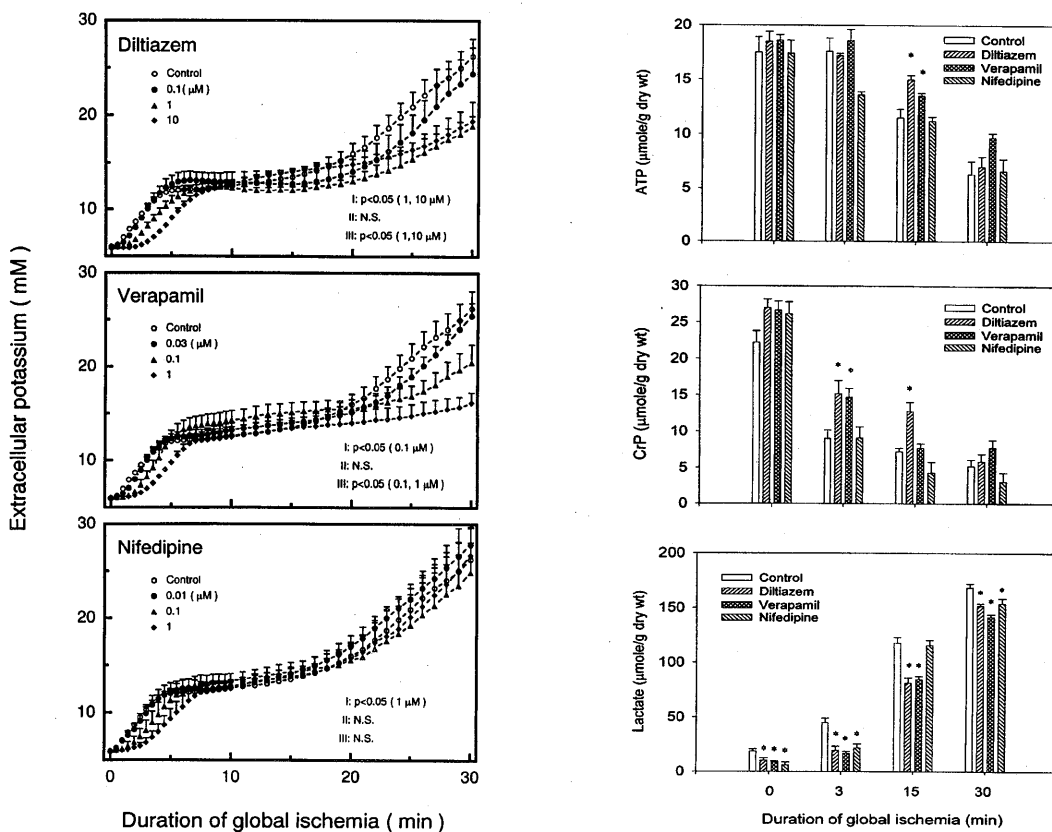 Extracellular potassium ( mM )
30
20
10
Diltiazem
Control
0.1( μM )
1
10
I: p<0.05 ( 1, 10 μM )
II: N.S.
III: p<0.05 ( 1,10 μM )
30
20
10
Verapamil
Control
0.03 ( μM )
0.1
1
I: p<0.05 ( 0.1 μM )
II: N.S.
III: p<0.05 ( 0.1, 1 μM )
30
20
10
Nifedipine
Control
0.01 ( μM )
0.1
1
I: p<0.05 ( 1 μM )
II: N.S.
III: N.S.
0 10 20 30
Duration of global ischemia ( min )
ATP (μmole/g dry wt)
20
15
10
5
0
Control
Diltiazem
Verapamil
Nifedipine
* *
CrP (μmole/g dry wt)
30
25
20
15
10
5
0
Control
Diltiazem
Verapamil
Nifedipine
* * *
Lactate (μmole/g dry wt)
200
150
100
50
0
Control
Diltiazem
Verapamil
Nifedipine
* * * * * * * * * * *
0 3 15 30
Duration of global ischemia (min)